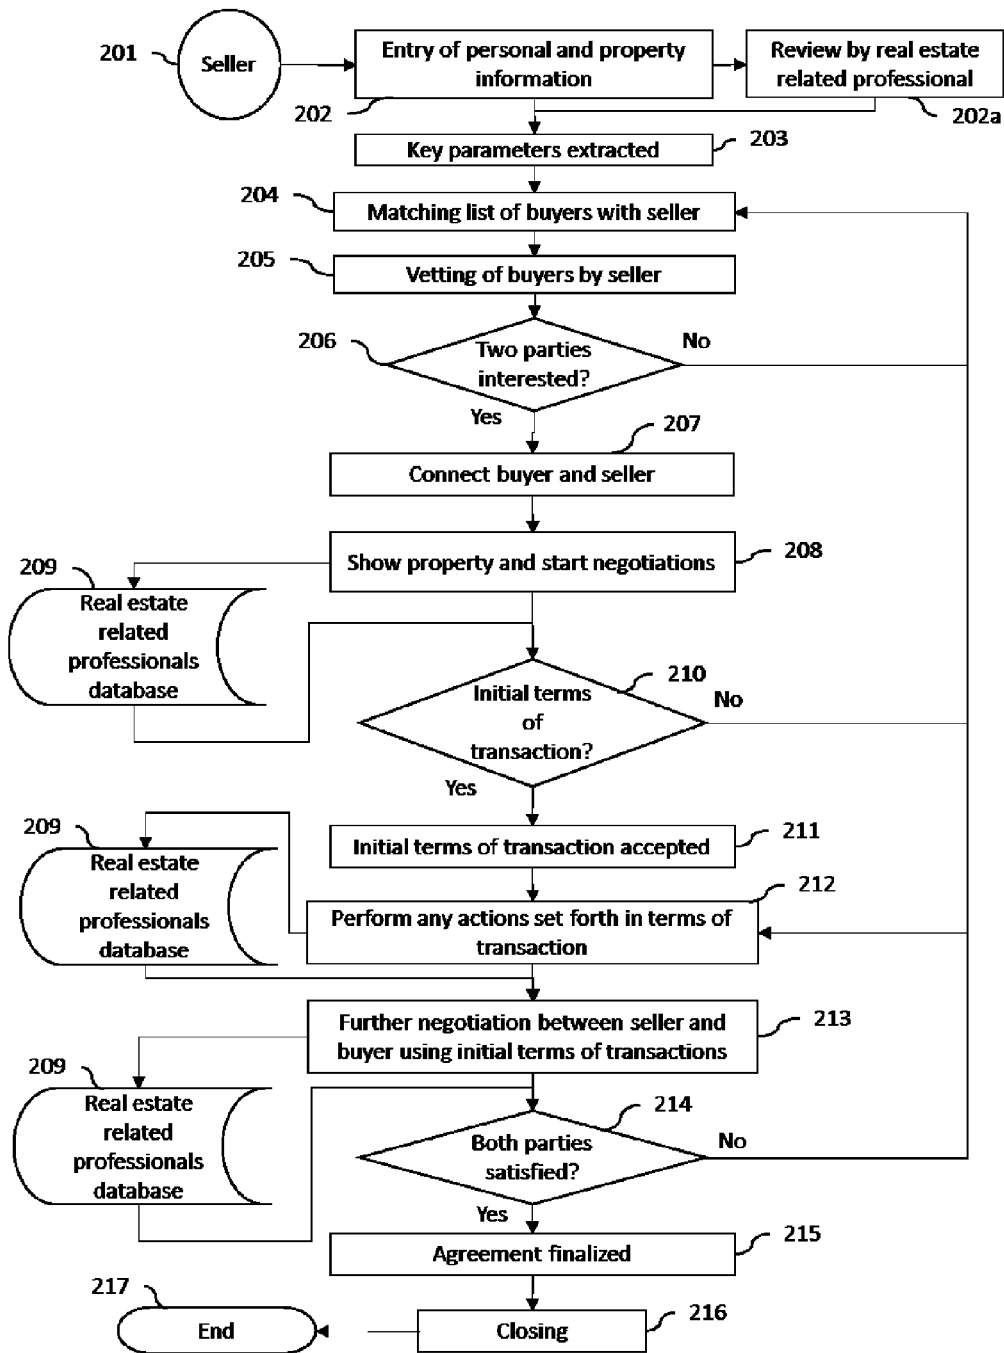 201
Seller
Entry of personal and property
information
202
Review by real estate
related professional
202a
Key parameters extracted
203
204
Matching list of buyers with seller
205
Vetting of buyers by seller
206
Two parties
interested?
No
Yes
207
Connect buyer and seller
Show property and start negotiations
208
209
Real estate
related
professionals
database
210
Initial terms
of
transaction?
No
Yes
209
Real estate
related
professionals
database
Initial terms of transaction accepted
211
212
Perform any actions set forth in terms of
transaction
Further negotiation between seller and
buyer using initial terms of transactions
213
209
Real estate
related
professionals
database
214
Both parties
satisfied?
No
Yes
Agreement finalized
215
217
End
Closing
216